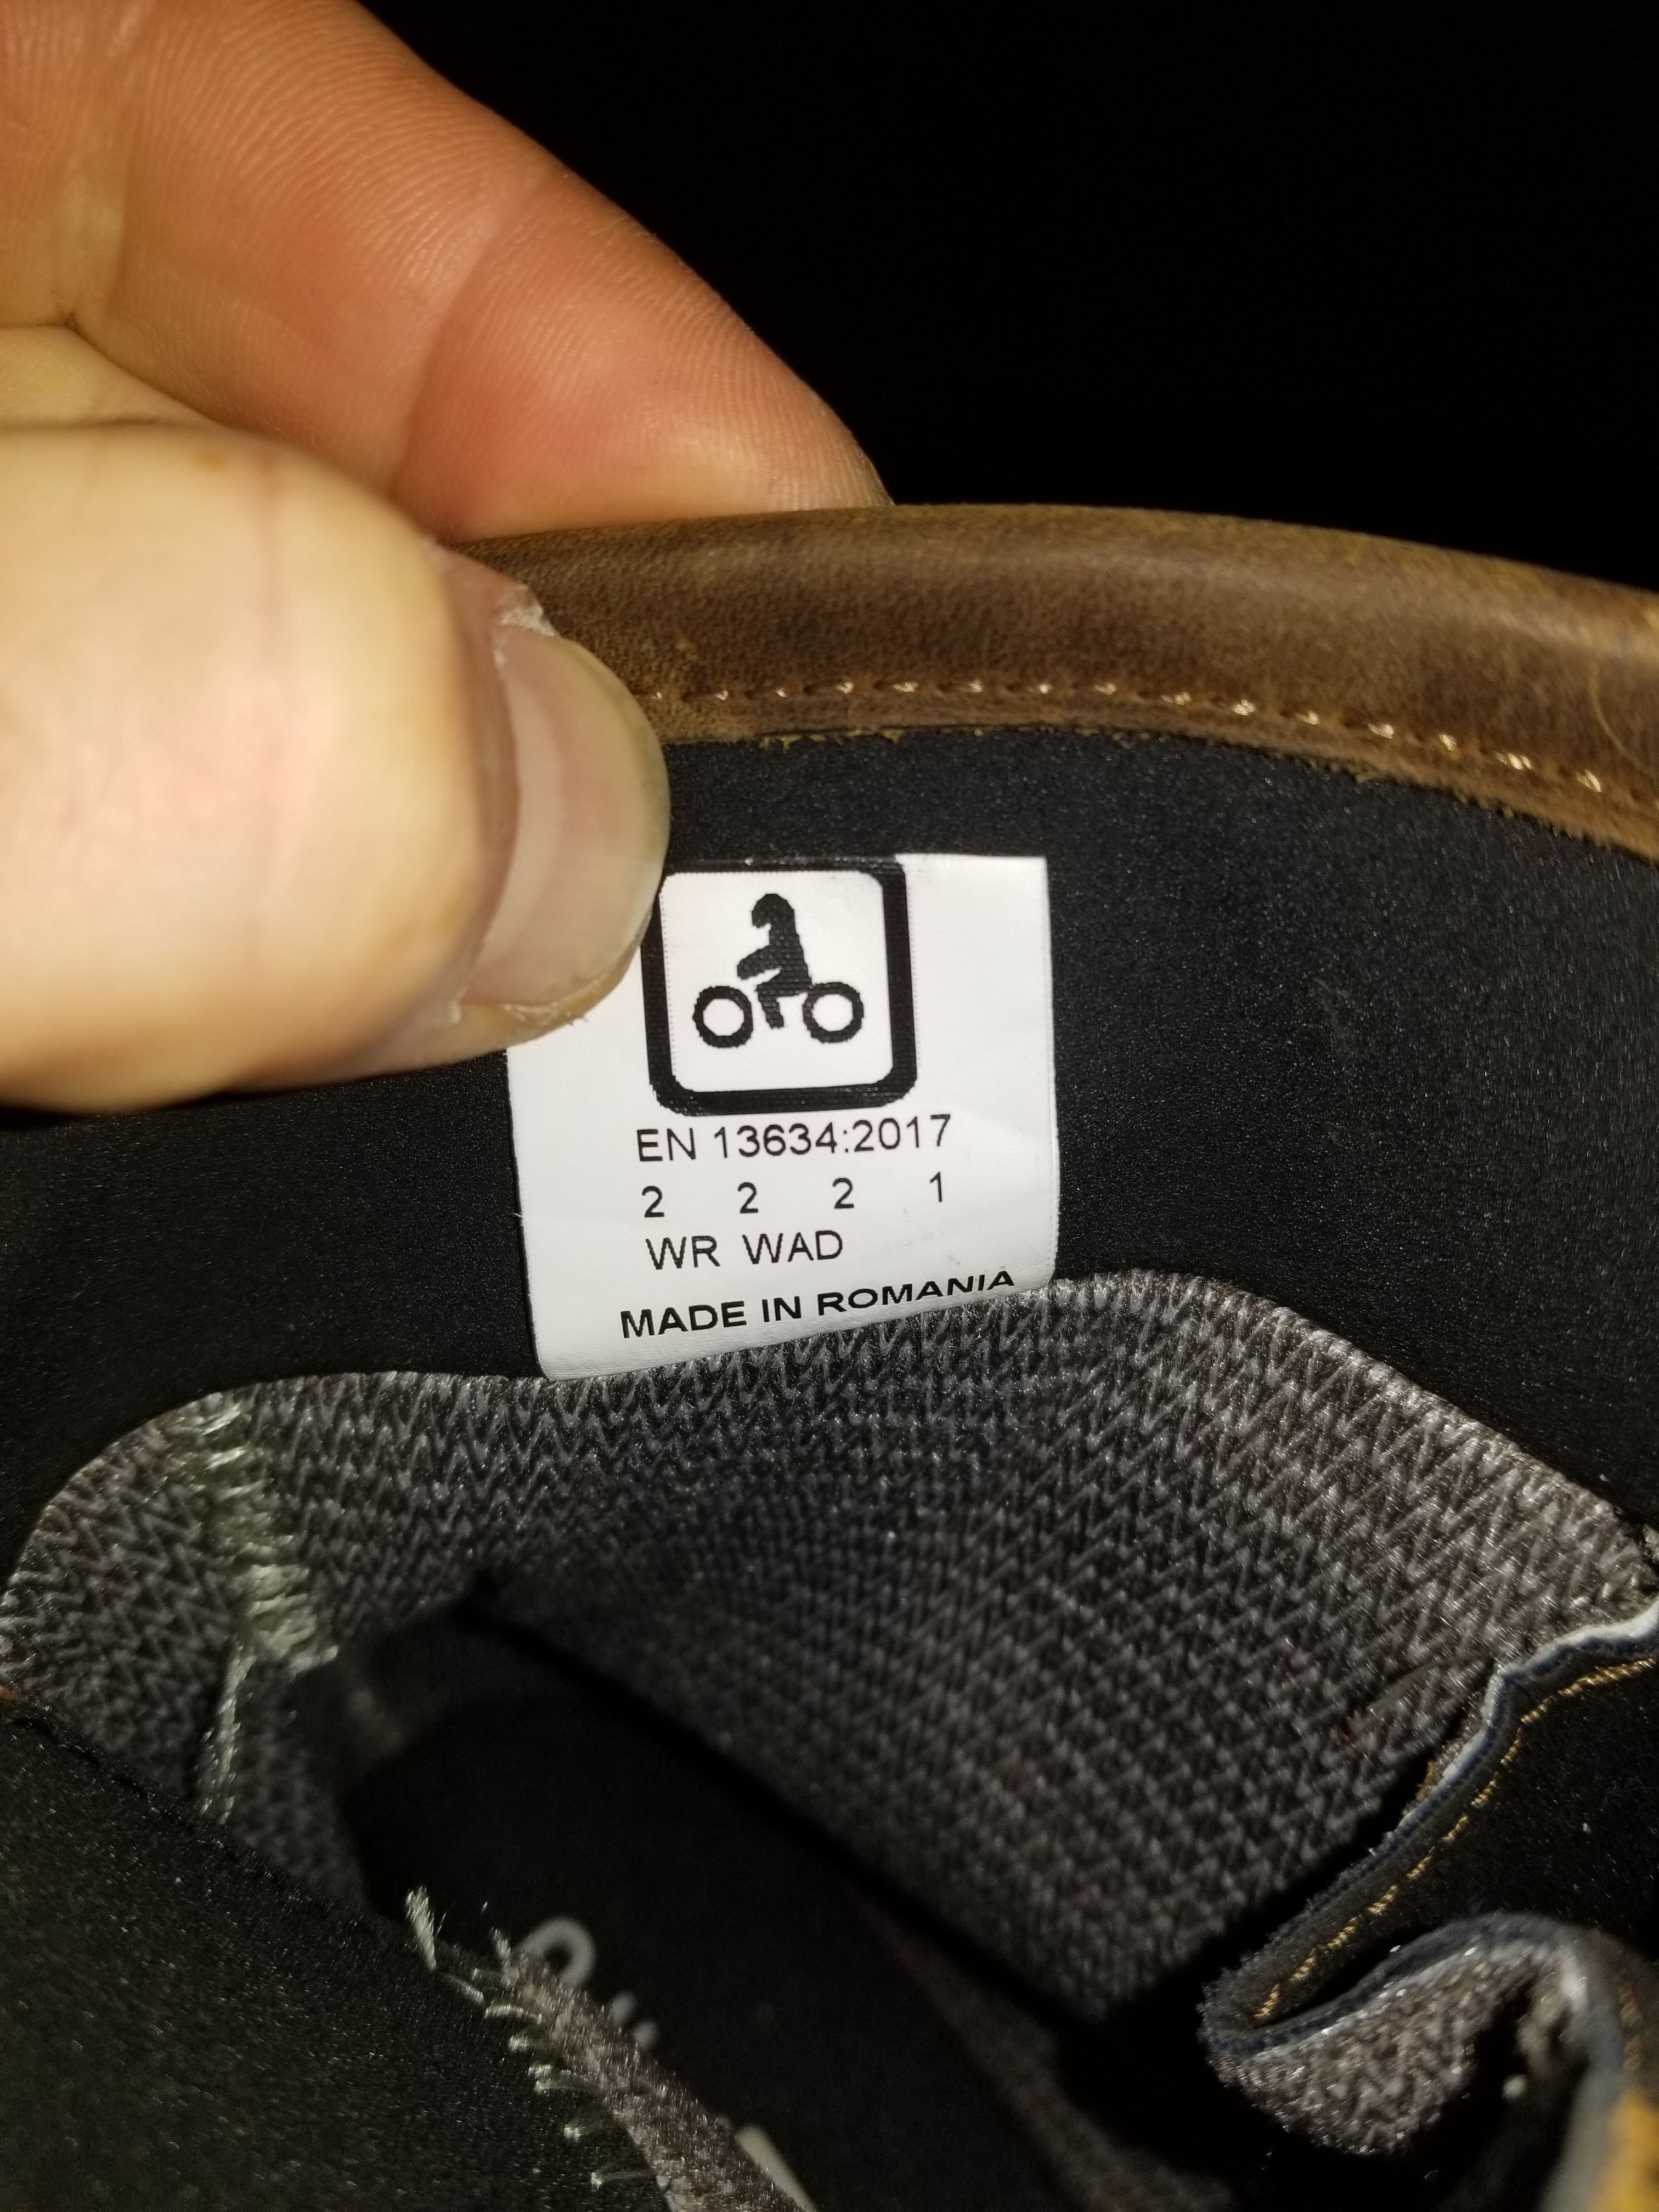 EN 13634:2017
2 2 2 1
WR WAD
MADE IN ROMANIA